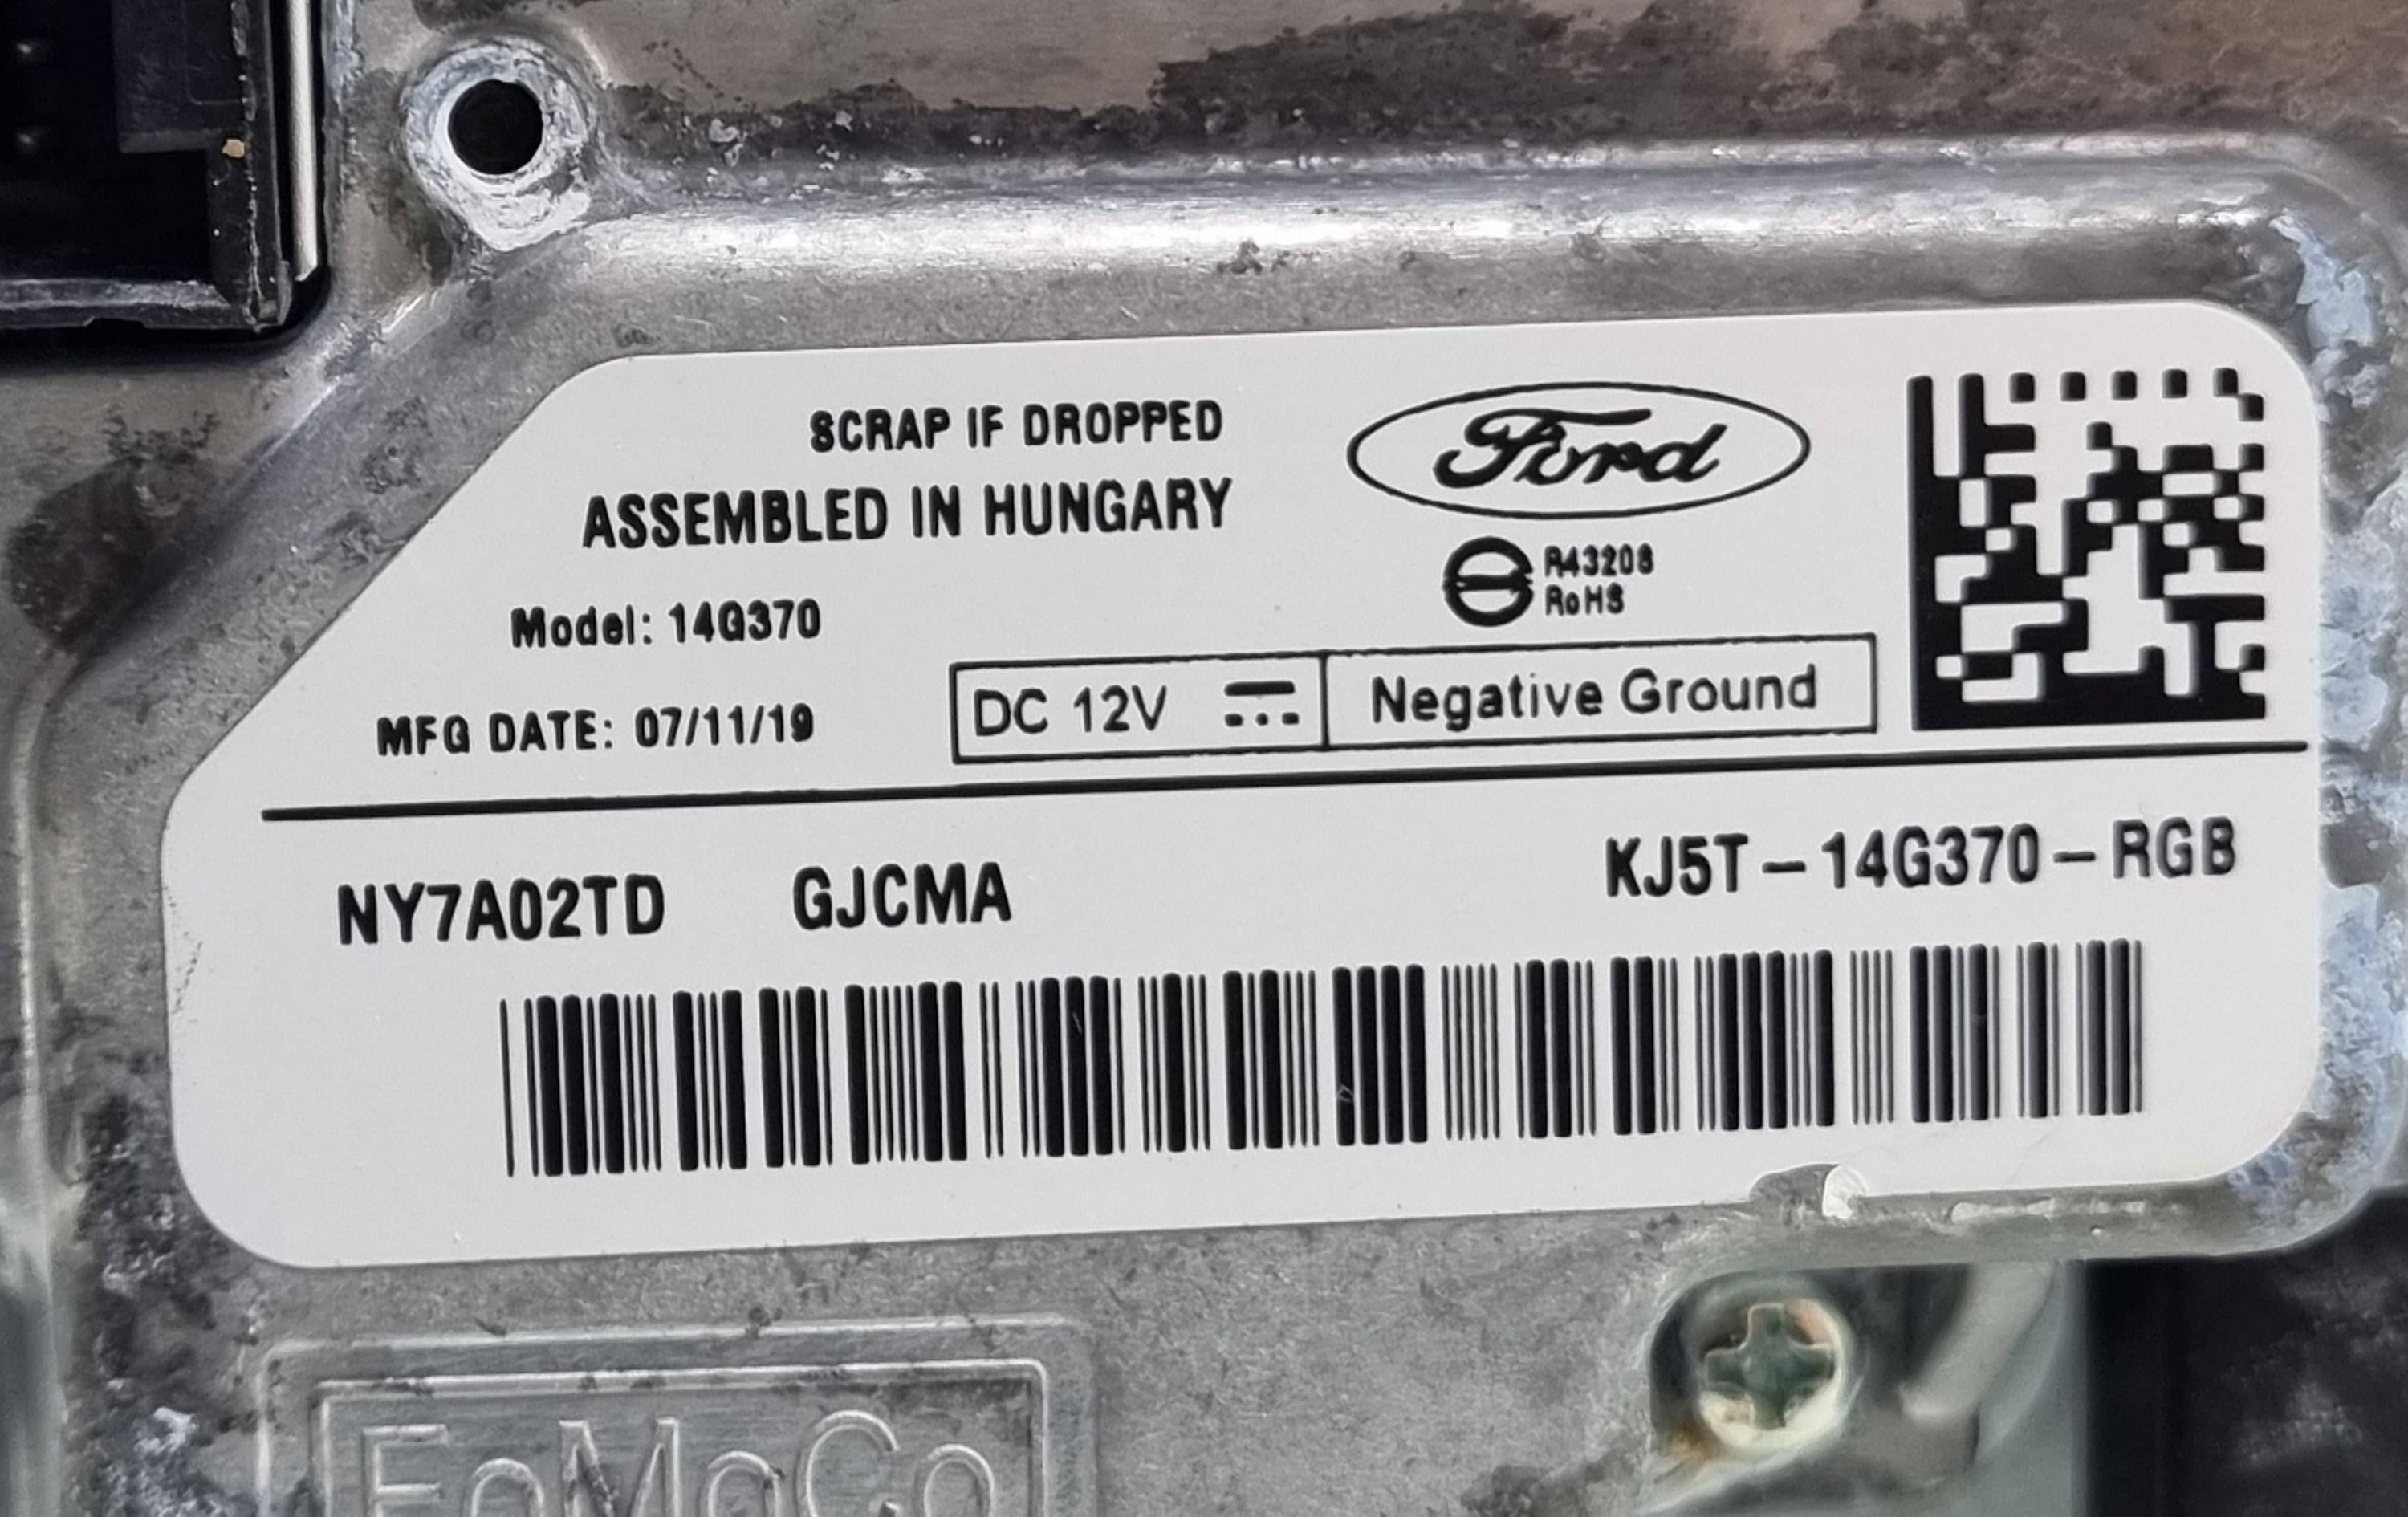 SCRAP IF DROPPED
ASSEMBLED IN HUNGARY
Ford
R43208
RoHS
Model: 14G370
DC 12V
Negative Ground
MFG DATE: 07/11/19
NY7A02TD GJCMA KJ5T-14G370-RGB
FoMoCo